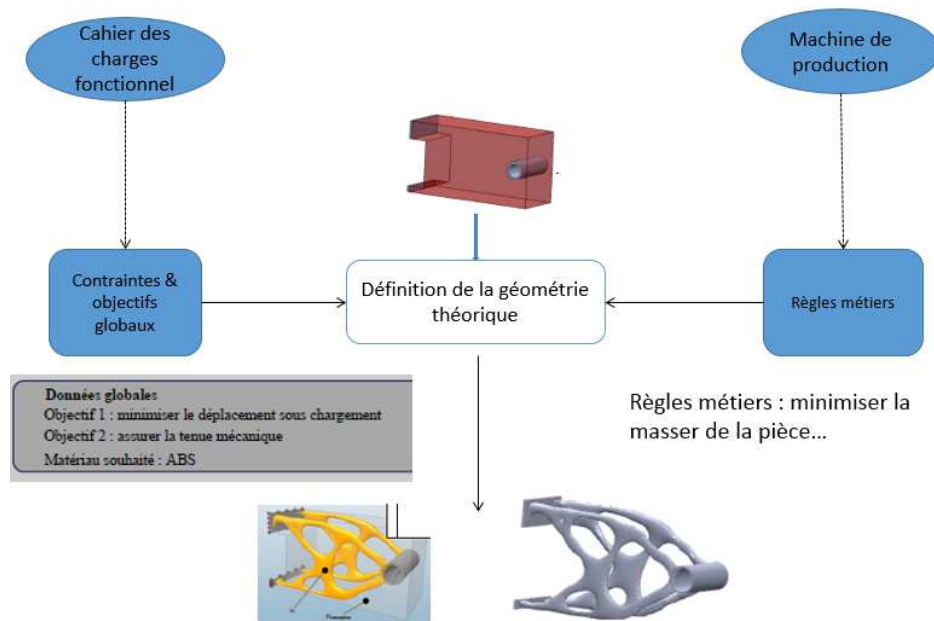 Cahier des
charges
fonctionnel
Machine de
production
Contraintes &
objectifs
globaux
Définition de la géométrie
théorique
Règles métiers
Données globales
Objectif 1 : minimiser le déplacement sous chargement
Objectif 2 : assurer la tenue mécanique
Matériau souhaité : ABS
Règles métiers : minimiser la
masser de la pièce...